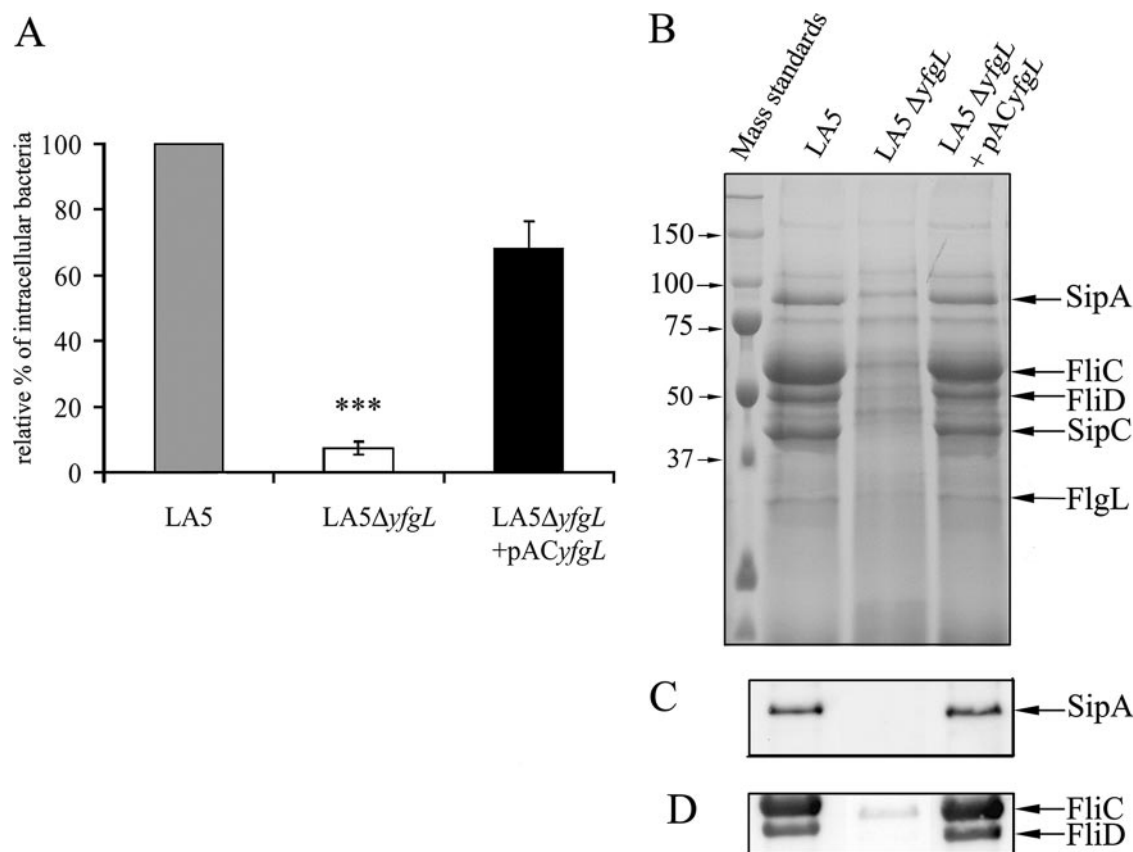 A
relative % of intracellular bacteria
100
80
60
40
20
0
***
LA5
LA5ΔyfgL
LA5ΔyfgL
+pACyfgL
B
Mass standards
LA5
LA5 ΔyfgL
LA5 ΔyfgL
+ pACyfgL
150
100
75
50
37
SipA
FliC
FliD
SipC
FlgL
C
SipA
D
FliC
FliD